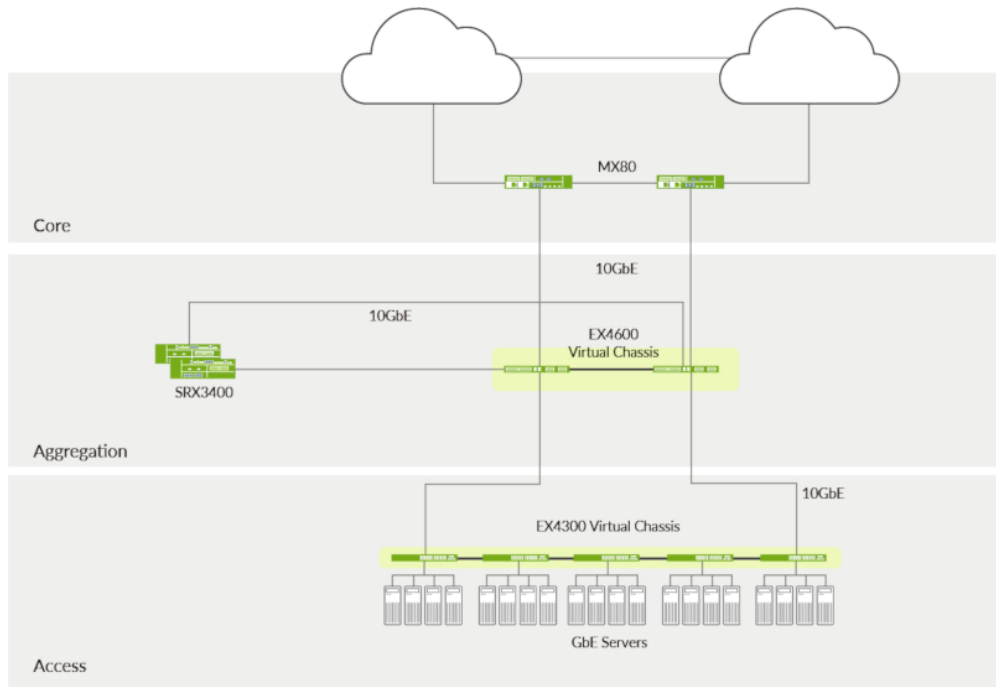 MX80
Core
10GbE
10GbE
EX4600
Virtual Chassis
SRX3400
Aggregation
10GbE
EX4300 Virtual Chassis
GbE Servers
Access